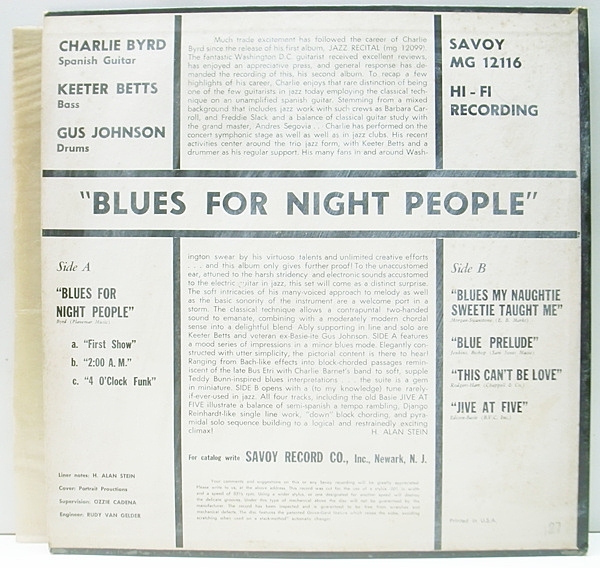 CHARLIE BYRD
Spanish Guitar
KEETER BETTS
Bass
GUS JOHNSON
Drums
Much trade excitement has followed the career of Charlie
Byrd since the release of his first album, JAZZ RECITAL (mg 12099).
The fantastic Washington D.C. guitarist received excellent reviews,
has enjoyed an appreciative press, and general response has de-
manded the recording of this, his second album. To recap a few
highlights of his career, Charlie enjoys that rare distinction of being
one of the few guitarists in jazz today employing the classical tech-
nique on an unamplified spanish guitar. Stemming from a mixed
background that includes jazz work with such crews as Barbara Car-
roll, and Freddie Slack and a balance of classical guitar study with
the grand master, Andres Segovia . . . Charlie has performed on the
concert symphonic stage as well as well as in jazz clubs. His recent
activities center around the trio jazz form, with Keeter Betts and a
drummer as his regular support. His many fans in and around Wash-
SAVOY
MG 12116
HI-FI
RECORDING
"BLUES FOR NIGHT PEOPLE"
Side A
"BLUES FOR
NIGHT PEOPLE"
a. "First Show"
b. "2:00 A.M."
c. "4 O'Clock Funk"
Liner notes: H. ALAN STEIN
Cover: Portrait Productions
Supervision: OZZIE CADENA
Engineer: RUDY VAN GELDER
ington swear by his virtuoso talents and unlimited creative efforts
. . . and this album only gives further proof! To the unaccustomed
ear, attuned to the harsh stridency and electronic sounds accustomed
to the electric guitar in jazz, this set will come as a distinct surprise.
The soft intricacies of his many-voiced approach to melody as well
as the basic sonority of the instrument are a welcome port in a
storm. The classical technique allows a contrapuntal two-handed
sound to emanate, combining with a moderately modern chordal
sense into a delightful blend. Ably supporting in line and solo are
Keeter Betts and veteran ex-Basie-ite Gus Johnson. SIDE A features
a mood series of impressions in a minor blues mode. Elegantly con-
structed with utter simplicity, the pictorial content is there to hear!
Ranging from Bach-like effects into block-chorded passages remin-
iscent of the late Bus Etri with Charlie Barnet's band to soft, supple
Teddy Bunn-inspired blues interpretations . . . the suite is a gem
in miniature. SIDE B opens with a (to my knowledge) tune rarely-
if-ever-used in jazz. All four tracks, including the old Basie JIVE AT
FIVE illustrate a balance of semi-spanish a tempo rambling, Django
Reinhardt-like single line work, "down" block chording, and pyra-
midal solo sequence building to a logical and restrainedly exciting
climax!
H. ALAN STEIN
For catalog write SAVOY RECORD CO., Inc., Newark, N. J.
Side B
"BLUES MY NAUGHTIE
SWEETIE TAUGHT ME"
"BLUE PRELUDE"
"THIS CAN'T BE LOVE"
"JIVE AT FIVE"
Printed in U.S.A.